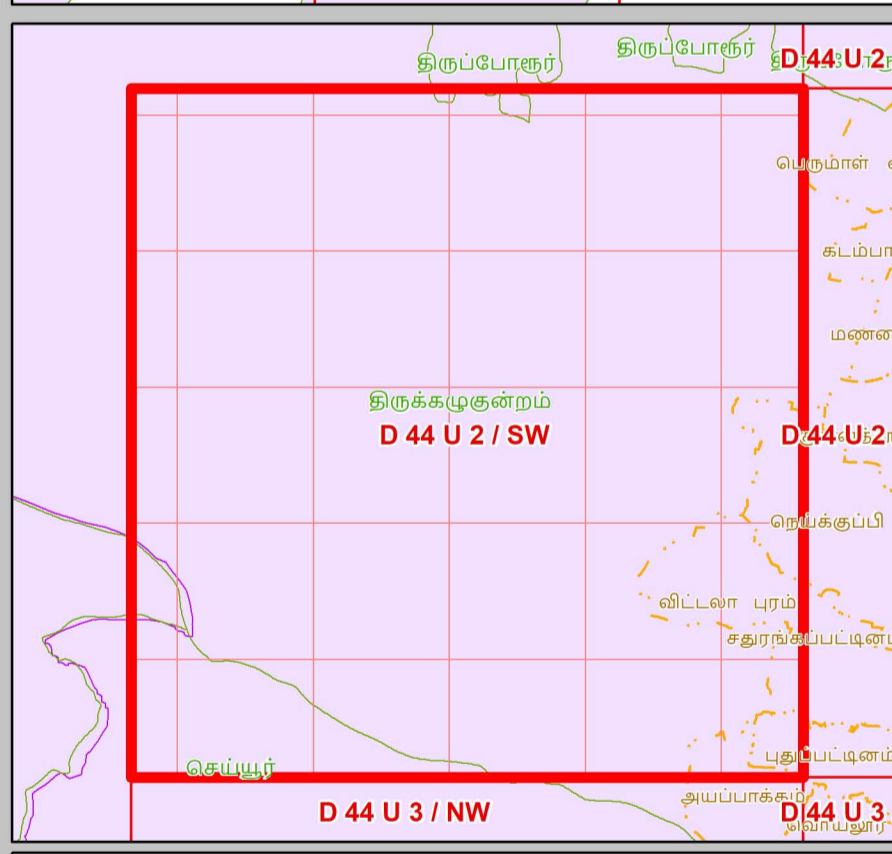 திருப்போரூர்
திருப்போரூர்
D 44 U 2
பெருமாள்
கடம்பா
திருக்கழுகுன்றம்
D 44 U 2 / SW
D 44 U 2
நெய்க்குப்பி
விட்டலா புரம்
சதுரங்கப்பட்டினம்
புதுப்பட்டினம்
செய்யூர்
அயப்பாக்கம்
D 44 U 3 / NW
D 44 U 3